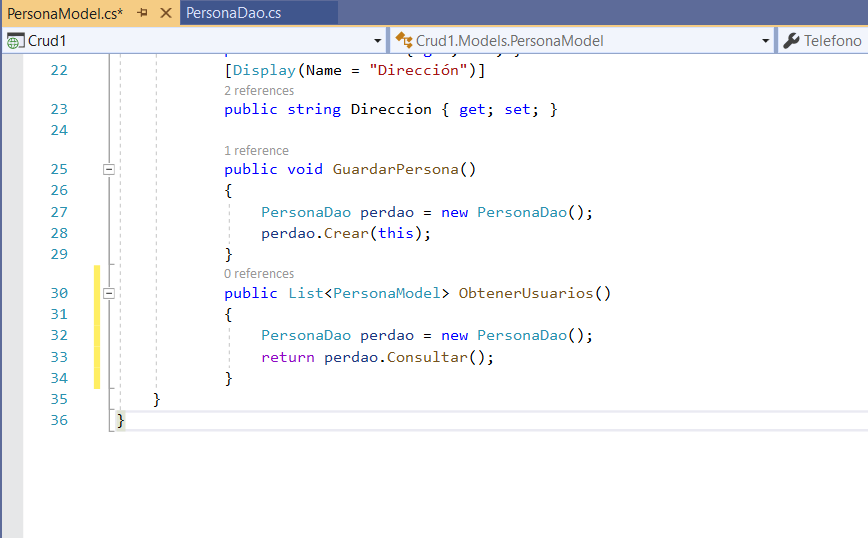 PersonaModel.cs* PersonaDao.cs
Crud1 Crud1.Models.PersonaModel Telefono
22 [Display(Name = "Dirección")]
2 references
23 public string Direccion { get; set; }
24
1 reference
25 public void GuardarPersona()
26 {
27 PersonaDao perdao = new PersonaDao();
28 perdao.Crear(this);
29 }
0 references
30 public List<PersonaModel> ObtenerUsuarios()
31 {
32 PersonaDao perdao = new PersonaDao();
33 return perdao.Consultar();
34 }
35 }
36 }